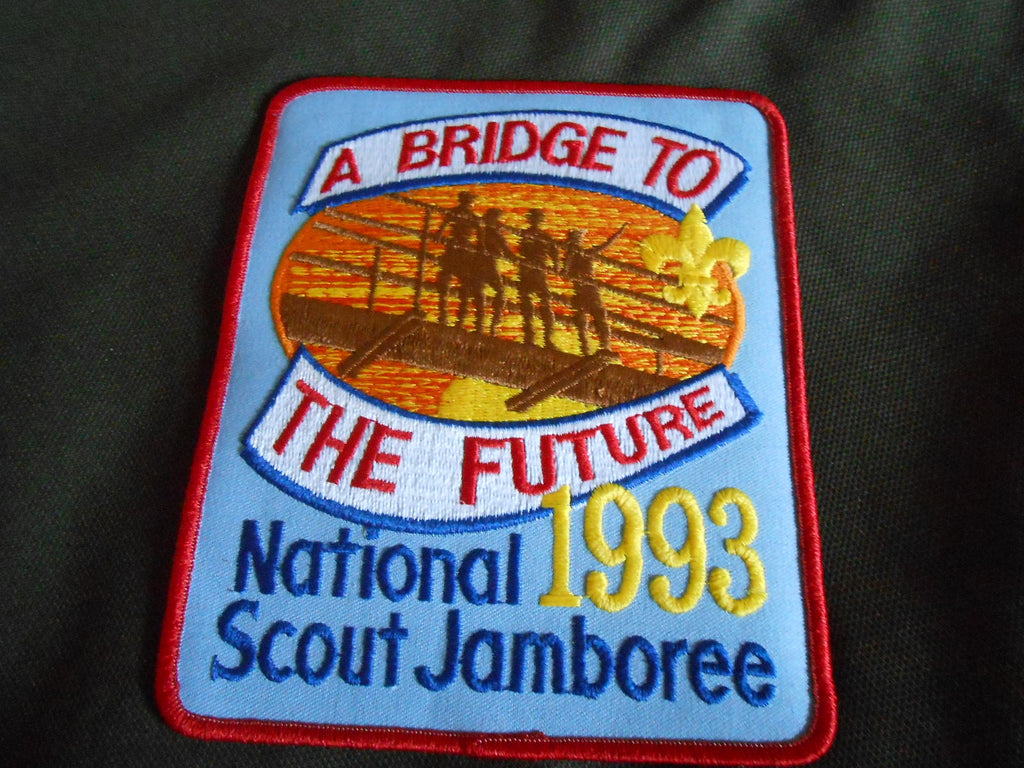 A BRIDGE TO
THE FUTURE
1993
National
Scout Jamboree